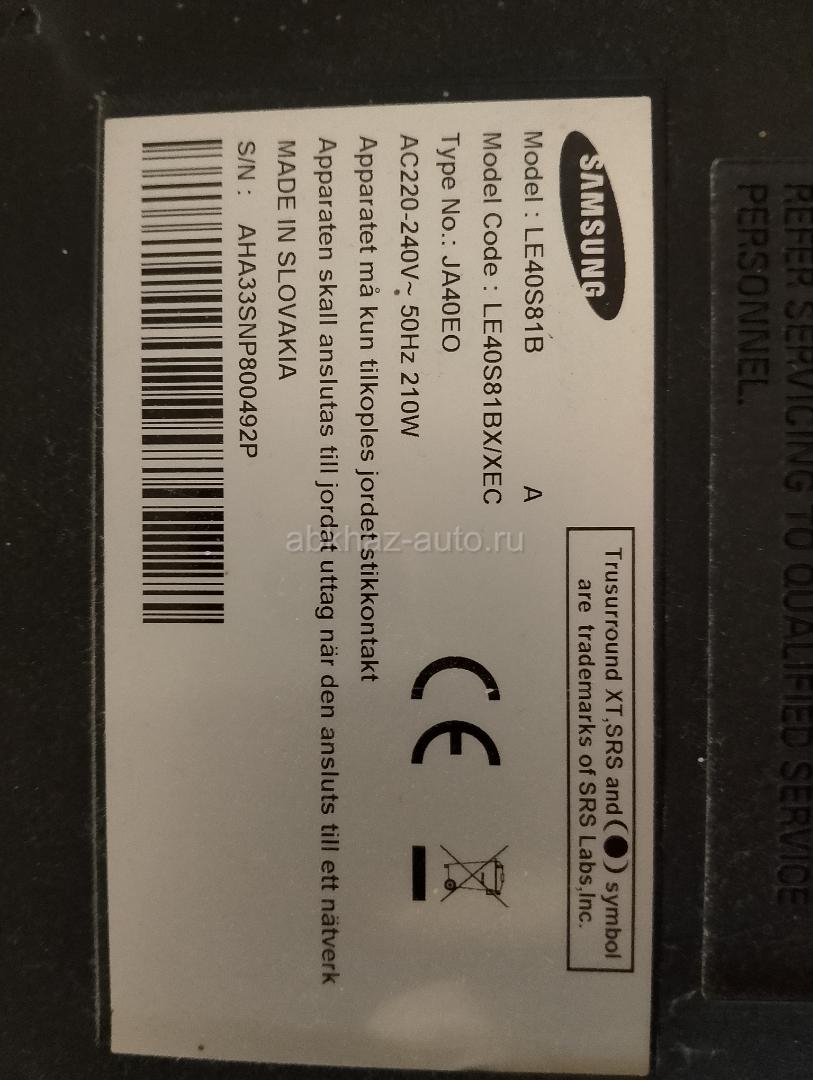 SAMSUNG
Trusurround XT,SRS and (●) symbol
are trademarks of SRS Labs,Inc.
Model : LE40S81B A
Model Code : LE40S81BX/XEC
Type No.: JA40EO
AC220-240V~ 50Hz 210W
Apparatet må kun tilkoples jordet stikkontakt
Apparaten skall anslutas till jordat uttag när den ansluts till ett nätverk
MADE IN SLOVAKIA
S/N : AHA33SNP800492P
REFER SERVICING TO QUALIFIED SERVICE
PERSONNEL.
abxhaz-auto.ru